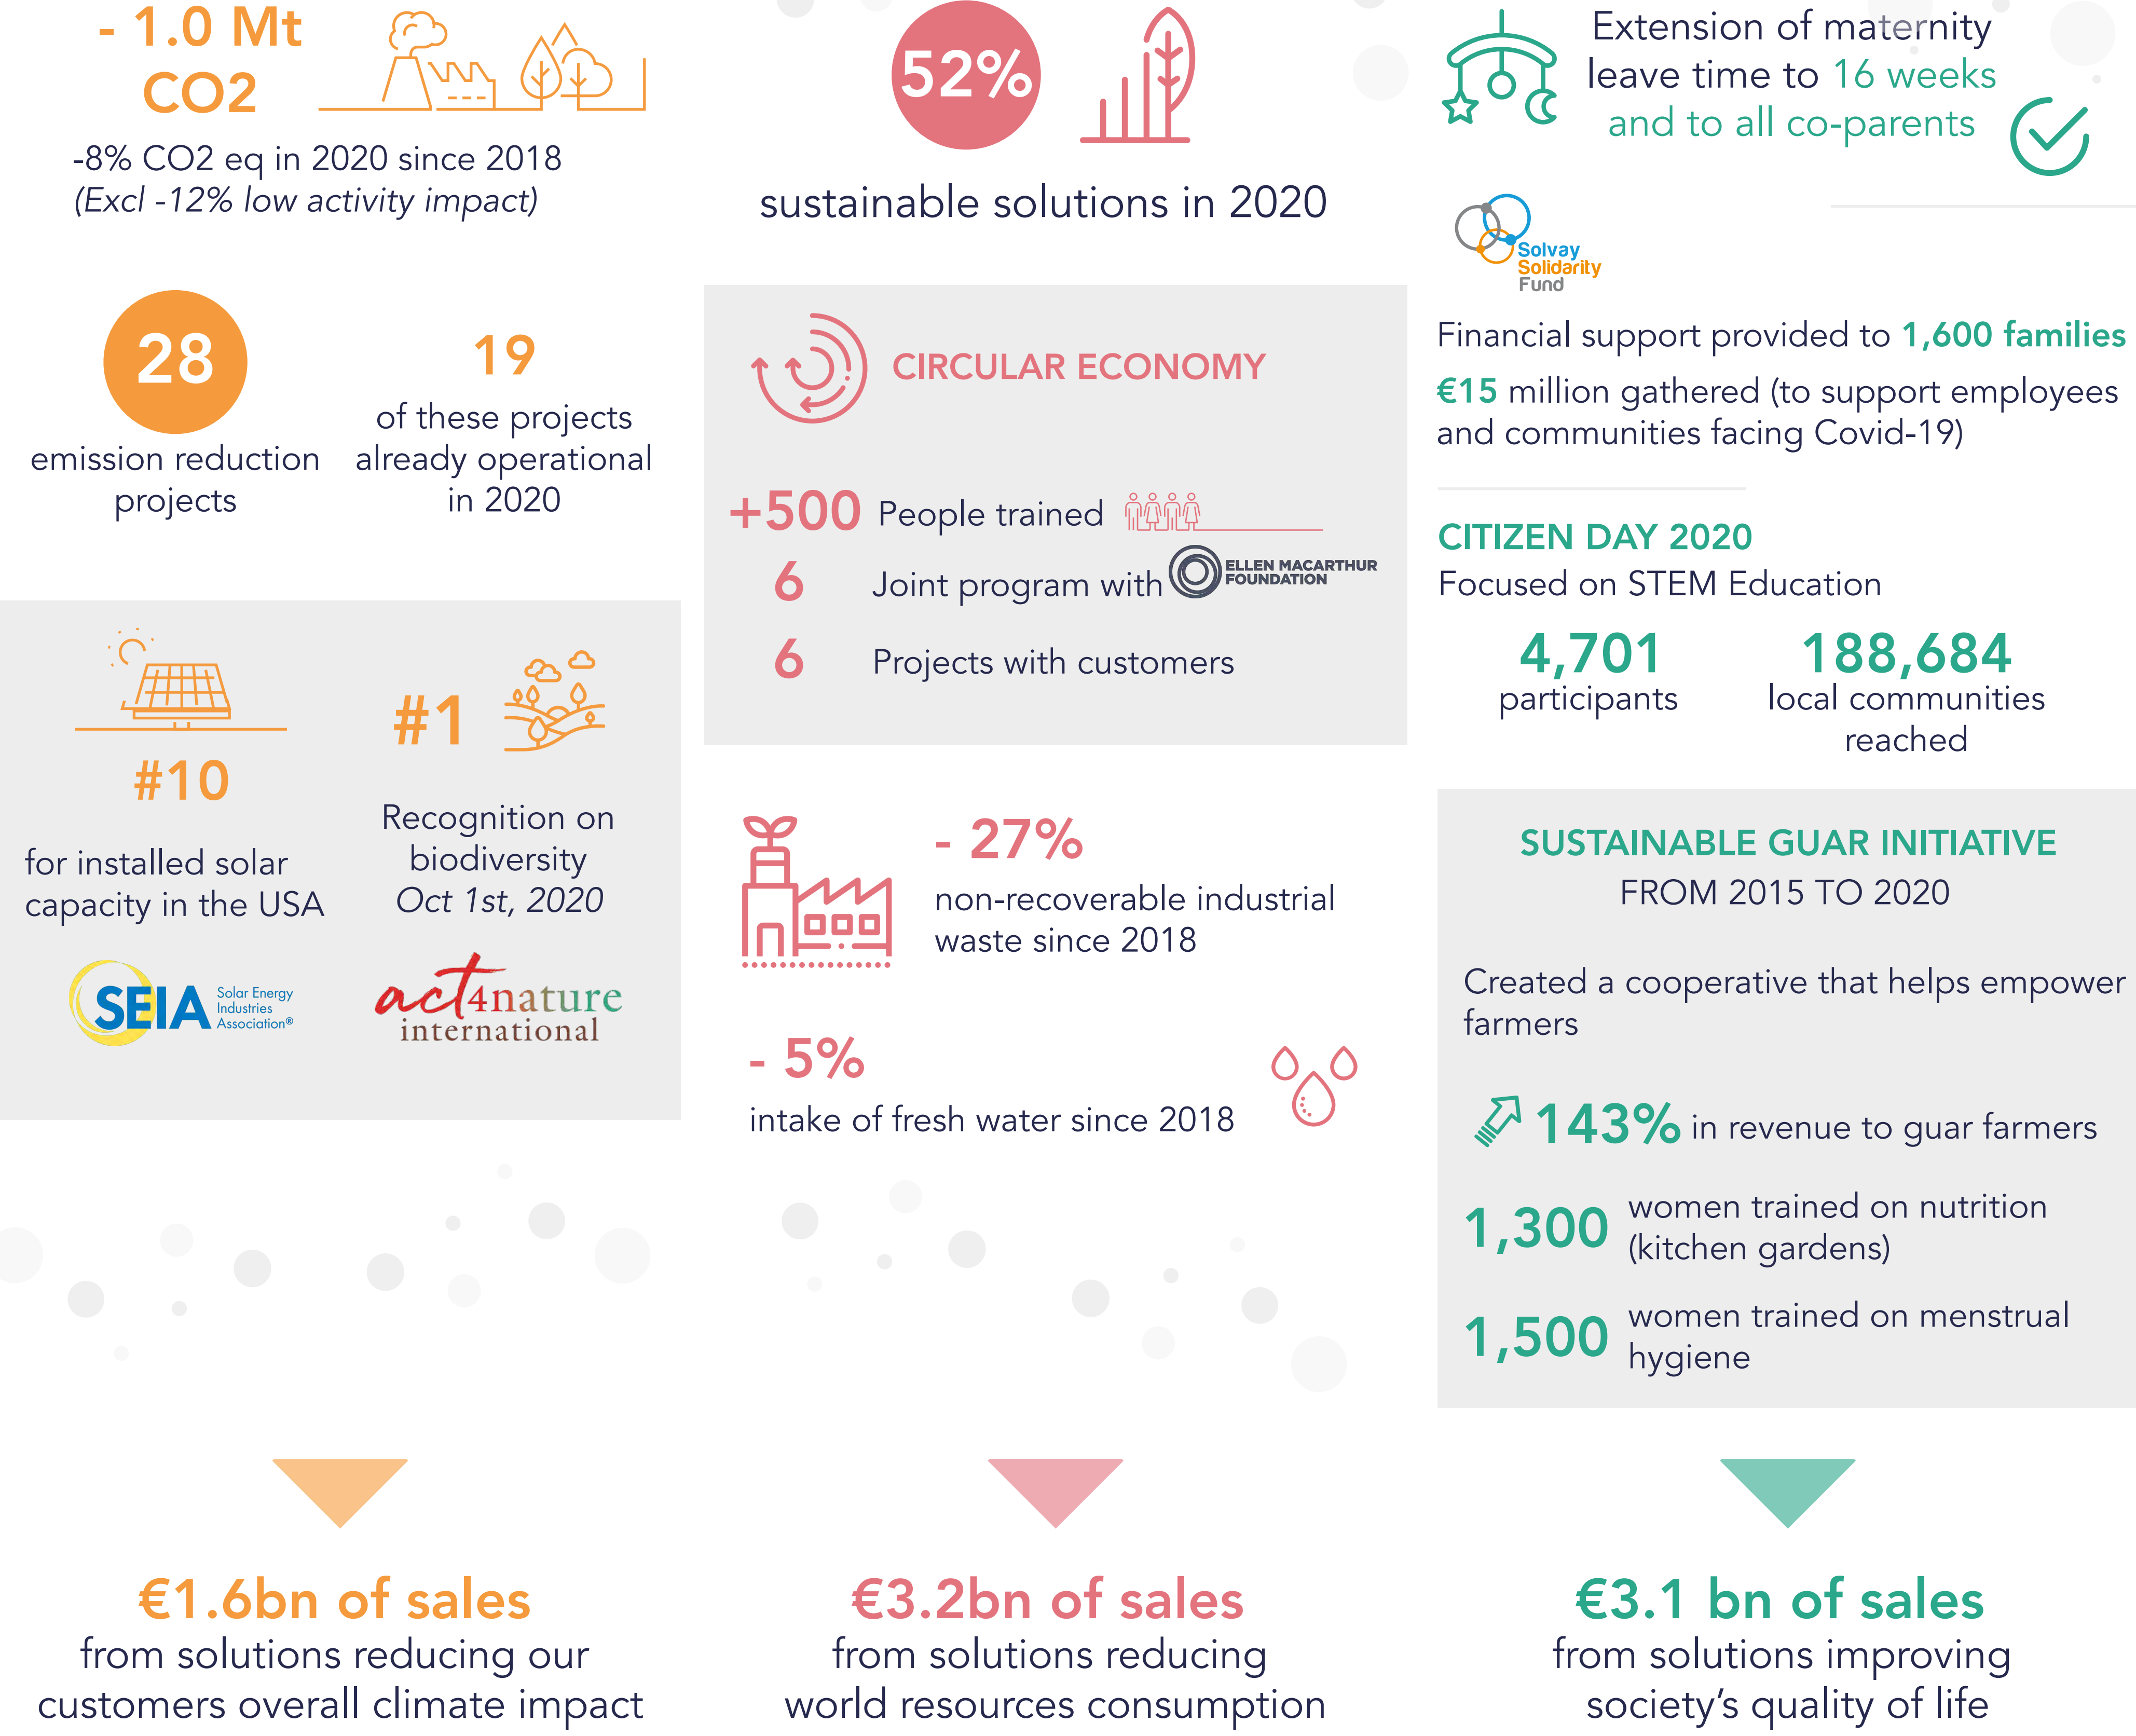 - 1.0 Mt
CO2
-8% CO2 eq in 2020 since 2018
(Excl -12% low activity impact)
28
emission reduction
projects
19
of these projects
already operational
in 2020
#10
for installed solar
capacity in the USA
SEIA Solar Energy
Industries
Association®
#1
Recognition on
biodiversity
Oct 1st, 2020
act4nature
international
€1.6bn of sales
from solutions reducing our
customers overall climate impact
52%
sustainable solutions in 2020
CIRCULAR ECONOMY
+500 People trained
6 Joint program with ELLEN MACARTHUR
FOUNDATION
6 Projects with customers
- 27%
non-recoverable industrial
waste since 2018
- 5%
intake of fresh water since 2018
€3.2bn of sales
from solutions reducing
world resources consumption
Extension of maternity
leave time to 16 weeks
and to all co-parents
Solvay
Solidarity
Fund
Financial support provided to 1,600 families
€15 million gathered (to support employees
and communities facing Covid-19)
CITIZEN DAY 2020
Focused on STEM Education
4,701
participants
188,684
local communities
reached
SUSTAINABLE GUAR INITIATIVE
FROM 2015 TO 2020
Created a cooperative that helps empower
farmers
143% in revenue to guar farmers
1,300 women trained on nutrition
(kitchen gardens)
1,500 women trained on menstrual
hygiene
€3.1 bn of sales
from solutions improving
society's quality of life